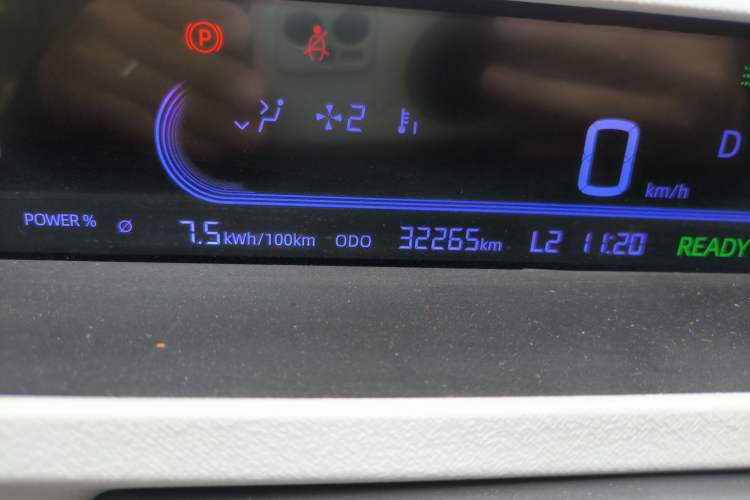 P
2
0 km/h D
POWER % Ø 7.5 kWh/100km ODO 32265km L2 11:20 READY